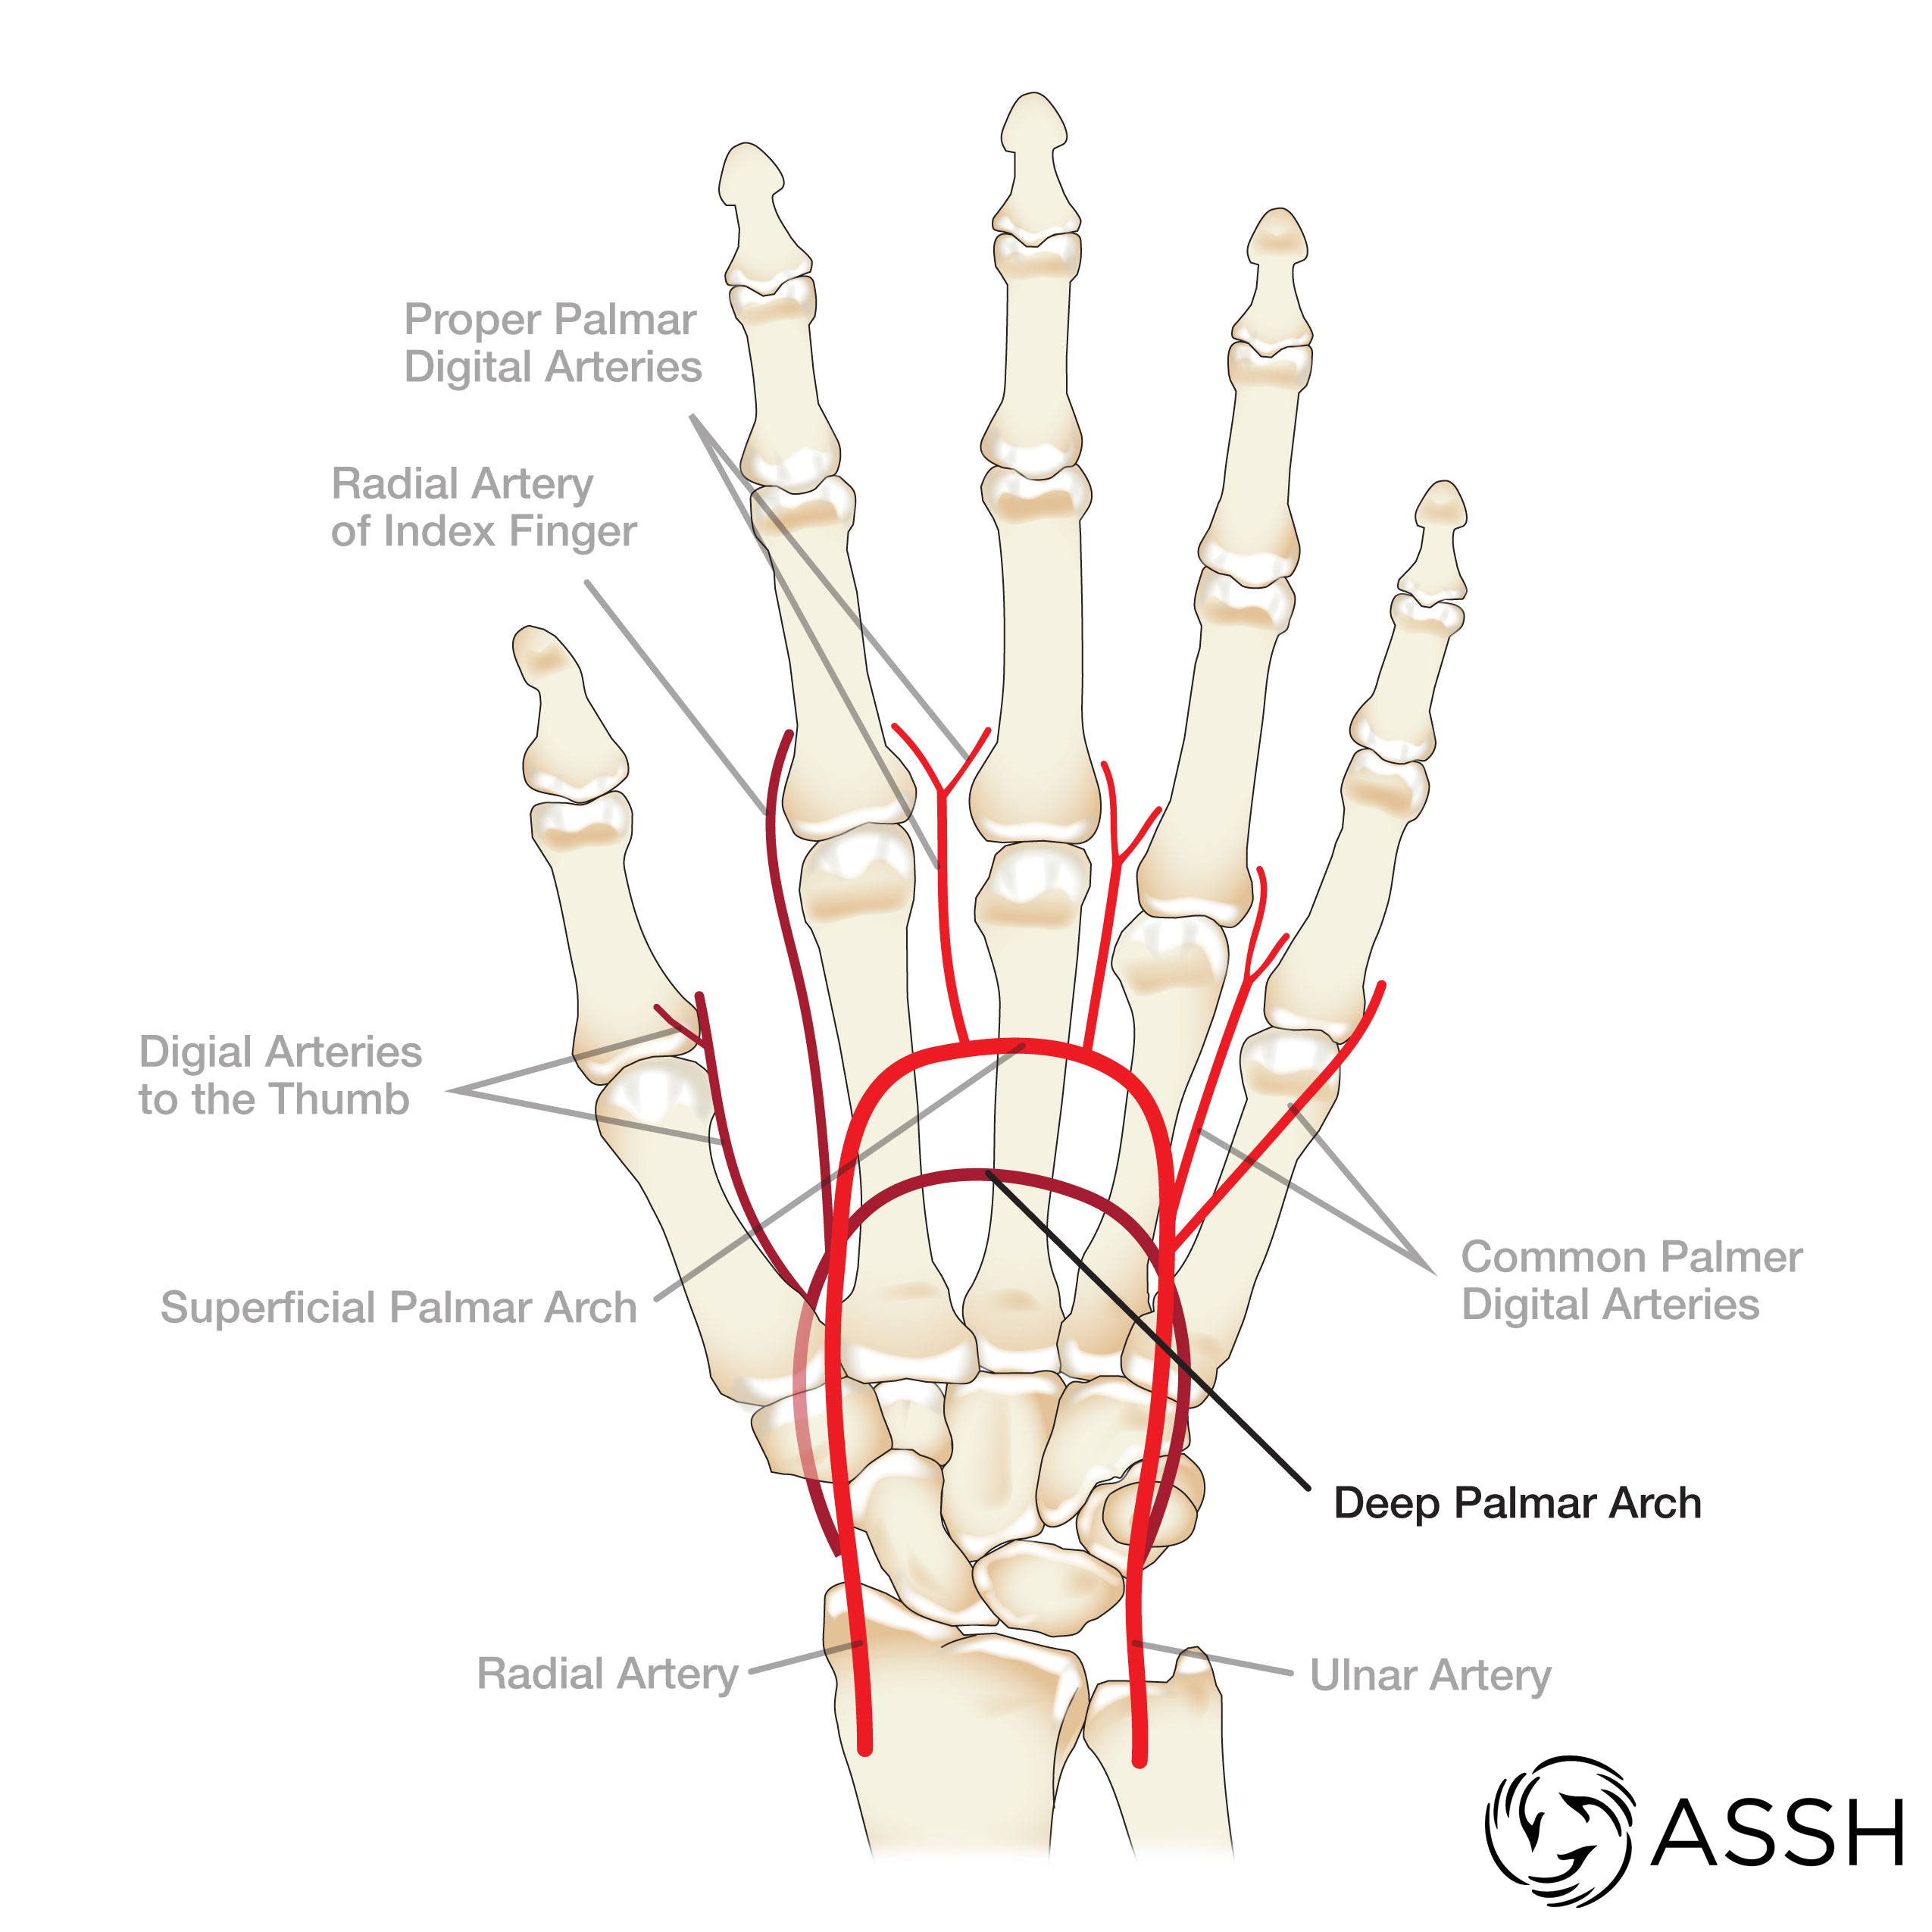 Proper Palmar
Digital Arteries
Radial Artery
of Index Finger
Digial Arteries
to the Thumb
Superficial Palmar Arch
Common Palmer
Digital Arteries
Deep Palmar Arch
Radial Artery
Ulnar Artery
ASSH